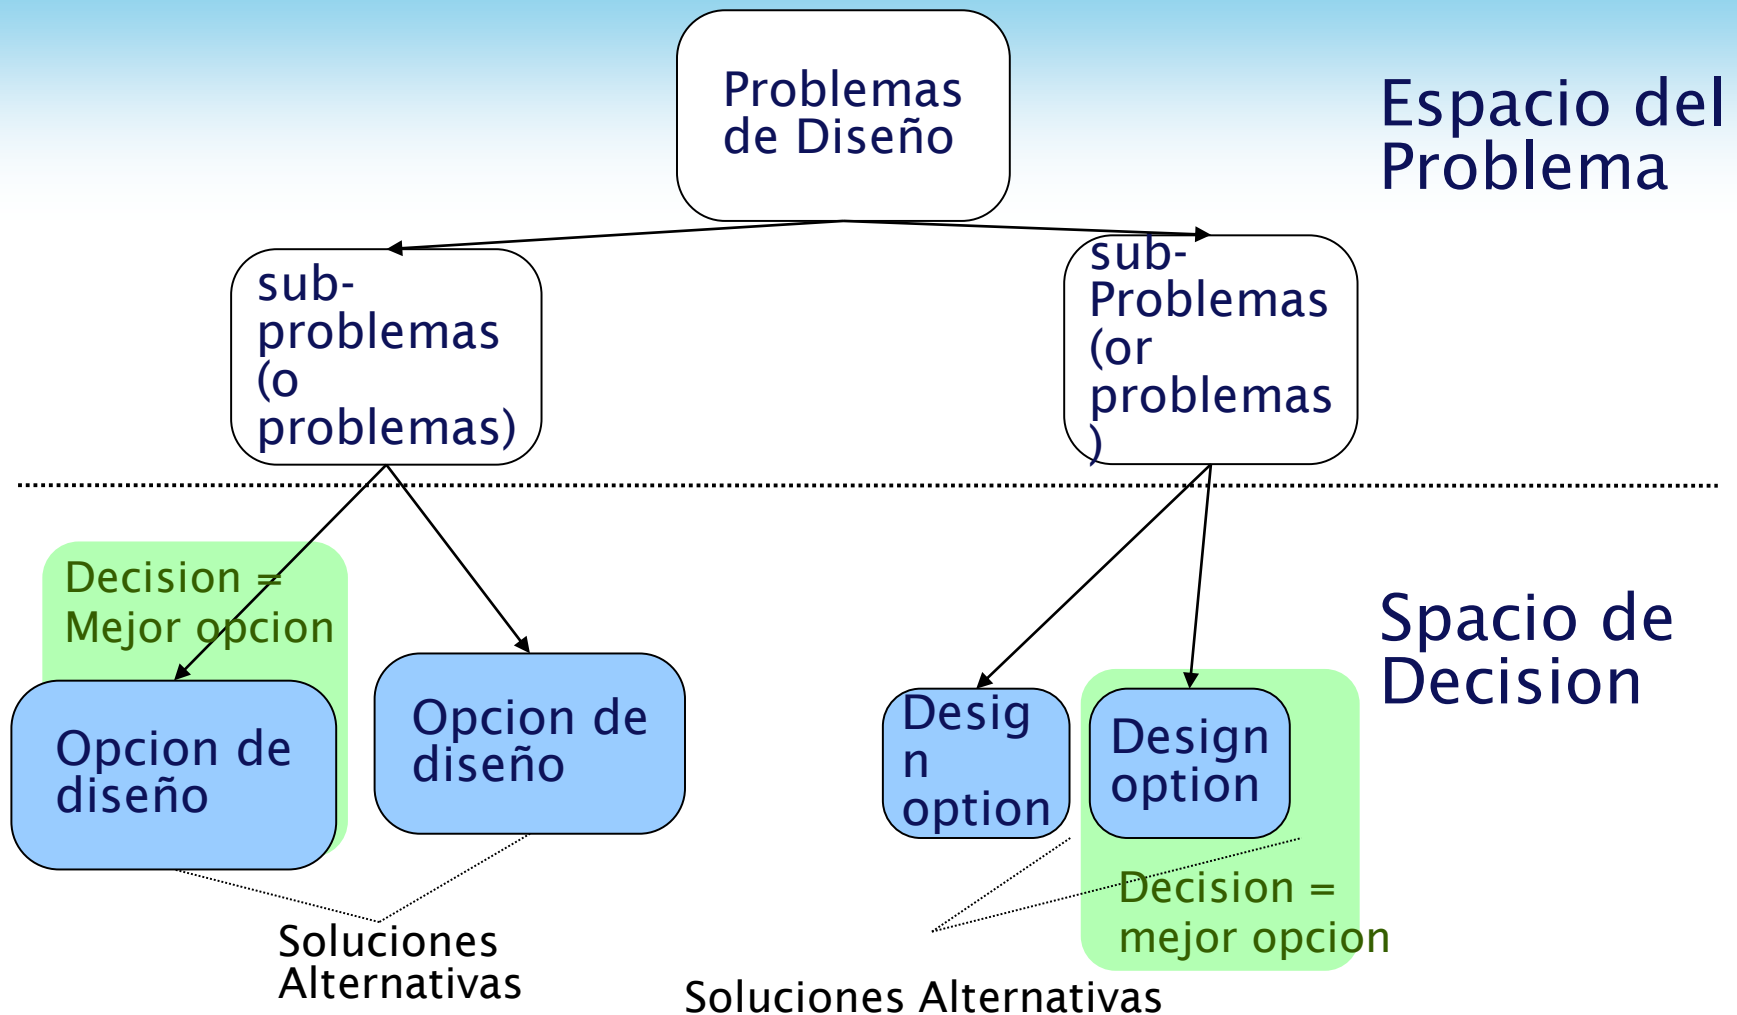 Problemas
de Diseño
Espacio del
Problema
sub-
problemas
(o
problemas)
sub-
Problemas
(or
problemas
)
Decision =
Mejor opcion
Spacio de
Decision
Opcion de
diseño
Opcion de
diseño
Desig
n
option
Design
option
Decision =
mejor opcion
Soluciones
Alternativas
Soluciones Alternativas